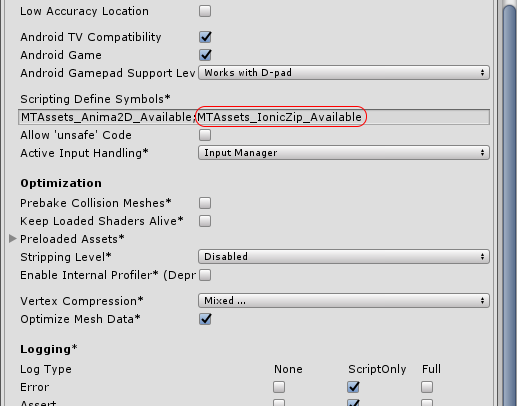 Low Accuracy Location
Android TV Compatibility
Android Game
Android Gamepad Support Lev Works with D-pad
Scripting Define Symbols*
MTAssets_Anima2D_Available;MTAssets_IonicZip_Available
Allow 'unsafe' Code
Active Input Handling* Input Manager
Optimization
Prebake Collision Meshes*
Keep Loaded Shaders Alive*
Preloaded Assets*
Stripping Level* Disabled
Enable Internal Profiler* (Depr
Vertex Compression* Mixed ...
Optimize Mesh Data*
Logging*
Log Type None ScriptOnly Full
Error
Assert